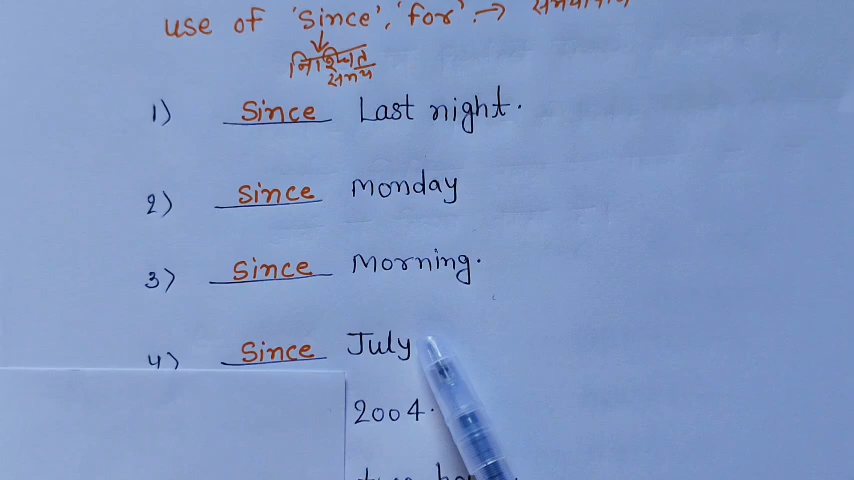 use of 'Since', 'for' :→
निश्चित
समय
1) Since Last night.
2) Since Monday
3) Since Morning.
4) Since July
2004.